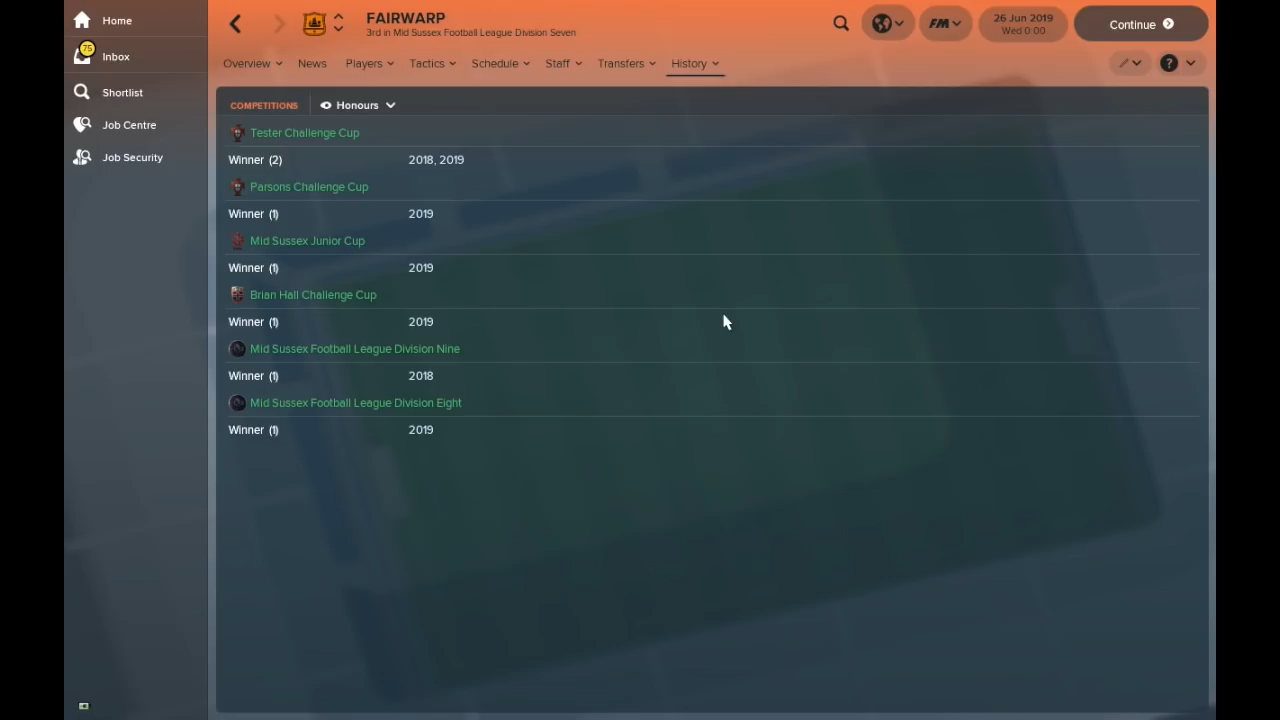 Home
75
Inbox
Shortlist
Job Centre
Job Security
FAIRWARP
3rd in Mid Sussex Football League Division Seven
FM
26 Jun 2019
Wed 0:00
Continue
Overview News Players Tactics Schedule Staff Transfers History
?
COMPETITIONS Honours
Tester Challenge Cup
Winner (2) 2018, 2019
Parsons Challenge Cup
Winner (1) 2019
Mid Sussex Junior Cup
Winner (1) 2019
Brian Hall Challenge Cup
Winner (1) 2019
Mid Sussex Football League Division Nine
Winner (1) 2018
Mid Sussex Football League Division Eight
Winner (1) 2019